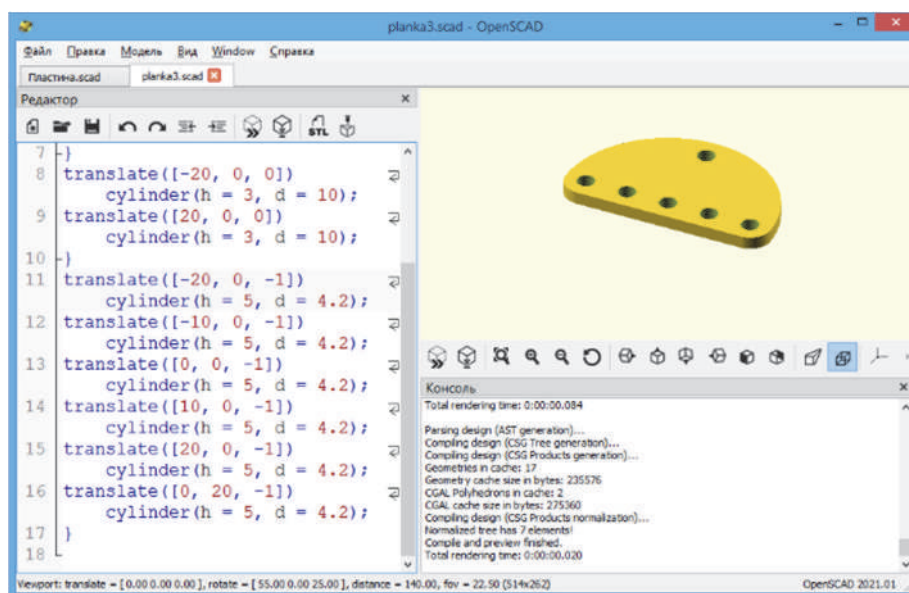 planka3.scad - OpenSCAD
Файл Правка Модель Вид Window Справка
Пластина.scad planka3.scad
Редактор
STL
7 }
8 translate([-20, 0, 0])
cylinder(h = 3, d = 10);
9 translate([20, 0, 0])
cylinder(h = 3, d = 10);
10 }
11 translate([-20, 0, -1])
cylinder(h = 5, d = 4.2);
12 translate([-10, 0, -1])
cylinder(h = 5, d = 4.2);
13 translate([0, 0, -1])
cylinder(h = 5, d = 4.2);
14 translate([10, 0, -1])
cylinder(h = 5, d = 4.2);
15 translate([20, 0, -1])
cylinder(h = 5, d = 4.2);
16 translate([0, 20, -1])
cylinder(h = 5, d = 4.2);
17 }
18
Консоль
Total rendering time: 0:00:00.084
Parsing design (AST generation)...
Compiling design (CSG Tree generation)...
Compiling design (CSG Products generation)...
Geometries in cache: 17
Geometry cache size in bytes: 235576
CGAL Polyhedrons in cache: 2
CGAL cache size in bytes: 275360
Compiling design (CSG Products normalization)...
Normalized tree has 7 elements!
Compile and preview finished.
Total rendering time: 0:00:00.020
Viewport: translate = [ 0.00 0.00 0.00 ], rotate = [ 55.00 0.00 25.00 ], distance = 140.00, fov = 22.50 (514x262) OpenSCAD 2021.01